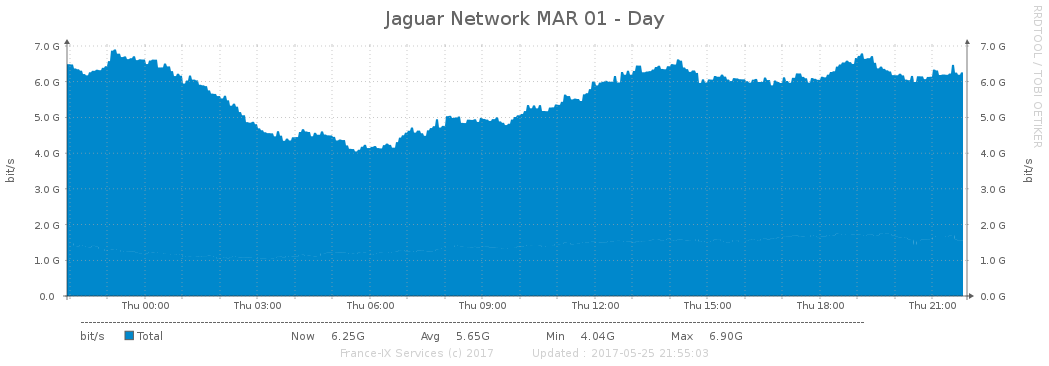 Jaguar Network MAR 01 - Day
RRDTOOL / TOBI OETIKER
bit/s
bit/s
7.0 G 7.0 G
6.0 G 6.0 G
5.0 G 5.0 G
4.0 G 4.0 G
3.0 G 3.0 G
2.0 G 2.0 G
1.0 G 1.0 G
0.0 0.0 G
Thu 00:00 Thu 03:00 Thu 06:00 Thu 09:00 Thu 12:00 Thu 15:00 Thu 18:00 Thu 21:00
bit/s Total Now 6.25G Avg 5.65G Min 4.04G Max 6.90G
France-IX Services (c) 2017 Updated : 2017-05-25 21:55:03